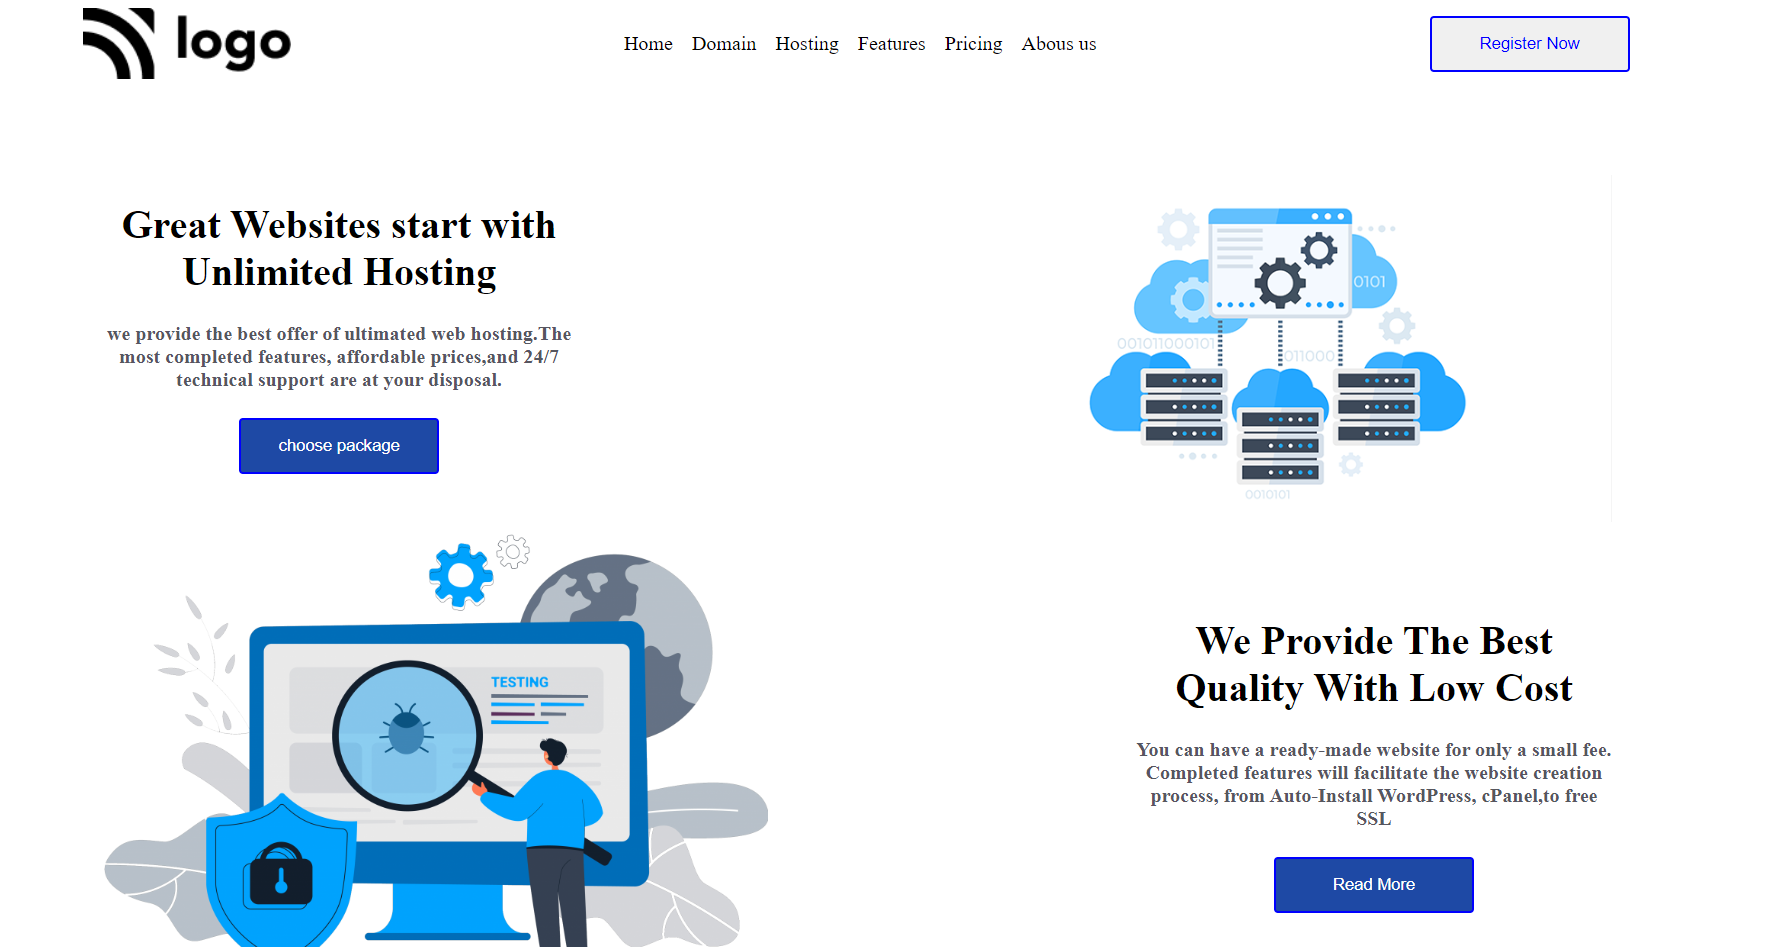 logo
Home Domain Hosting Features Pricing Abous us
Register Now
Great Websites start with
Unlimited Hosting
we provide the best offer of ultimated web hosting.The
most completed features, affordable prices,and 24/7
technical support are at your disposal.
choose package
0101
001011000101
011000
0010101
TESTING
We Provide The Best
Quality With Low Cost
You can have a ready-made website for only a small fee.
Completed features will facilitate the website creation
process, from Auto-Install WordPress, cPanel,to free
SSL
Read More